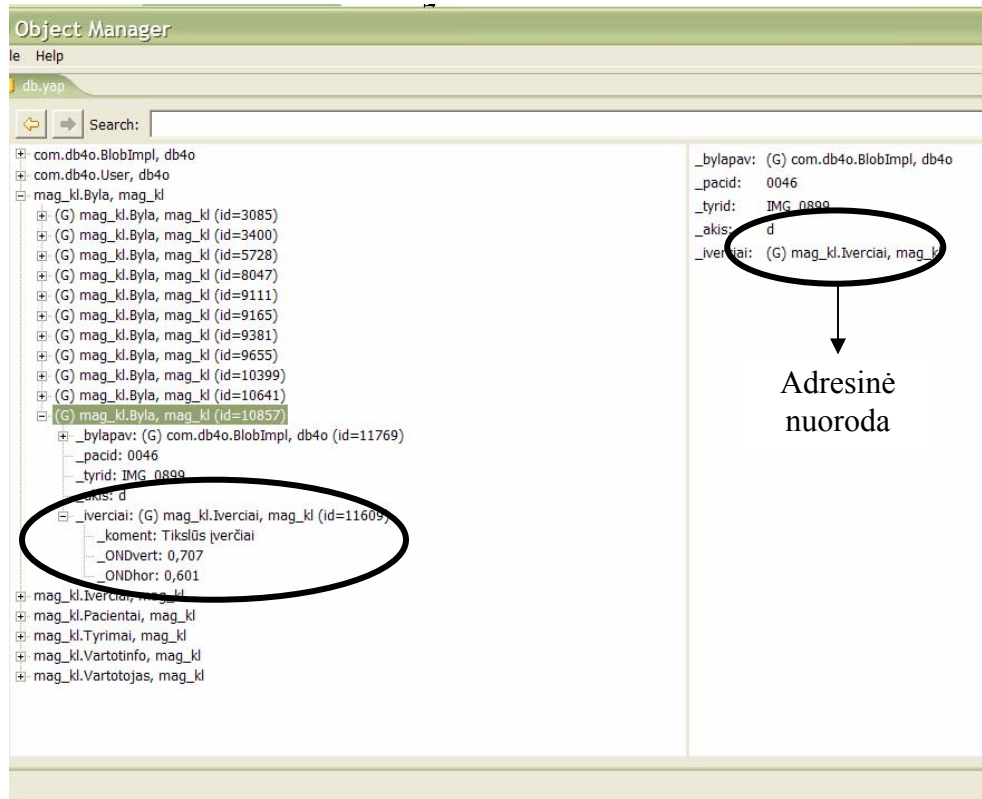 Object Manager
le Help
db.yap
Search:
com.db4o.BlobImpl, db4o
com.db4o.User, db4o
mag_kl.Byla, mag_kl
(G) mag_kl.Byla, mag_kl (id=3085)
(G) mag_kl.Byla, mag_kl (id=3400)
(G) mag_kl.Byla, mag_kl (id=5728)
(G) mag_kl.Byla, mag_kl (id=8047)
(G) mag_kl.Byla, mag_kl (id=9111)
(G) mag_kl.Byla, mag_kl (id=9165)
(G) mag_kl.Byla, mag_kl (id=9381)
(G) mag_kl.Byla, mag_kl (id=9655)
(G) mag_kl.Byla, mag_kl (id=10399)
(G) mag_kl.Byla, mag_kl (id=10641)
(G) mag_kl.Byla, mag_kl (id=10857)
_bylapav: (G) com.db4o.BlobImpl, db4o (id=11769)
_pacid: 0046
_tyrid: IMG_0899
_akis: d
_iverciai: (G) mag_kl.Iverciai, mag_kl (id=11609)
_koment: Tikslūs įverčiai
_ONDvert: 0,707
_ONDhor: 0,601
mag_kl.Iverciai, mag_kl
mag_kl.Pacientai, mag_kl
mag_kl.Tyrimai, mag_kl
mag_kl.Vartotinfo, mag_kl
mag_kl.Vartotojas, mag_kl
_bylapav: (G) com.db4o.BlobImpl, db4o
_pacid: 0046
_tyrid: IMG_0899
_akis: d
_iverciai: (G) mag_kl.Iverciai, mag_kl
Adresinė
nuoroda